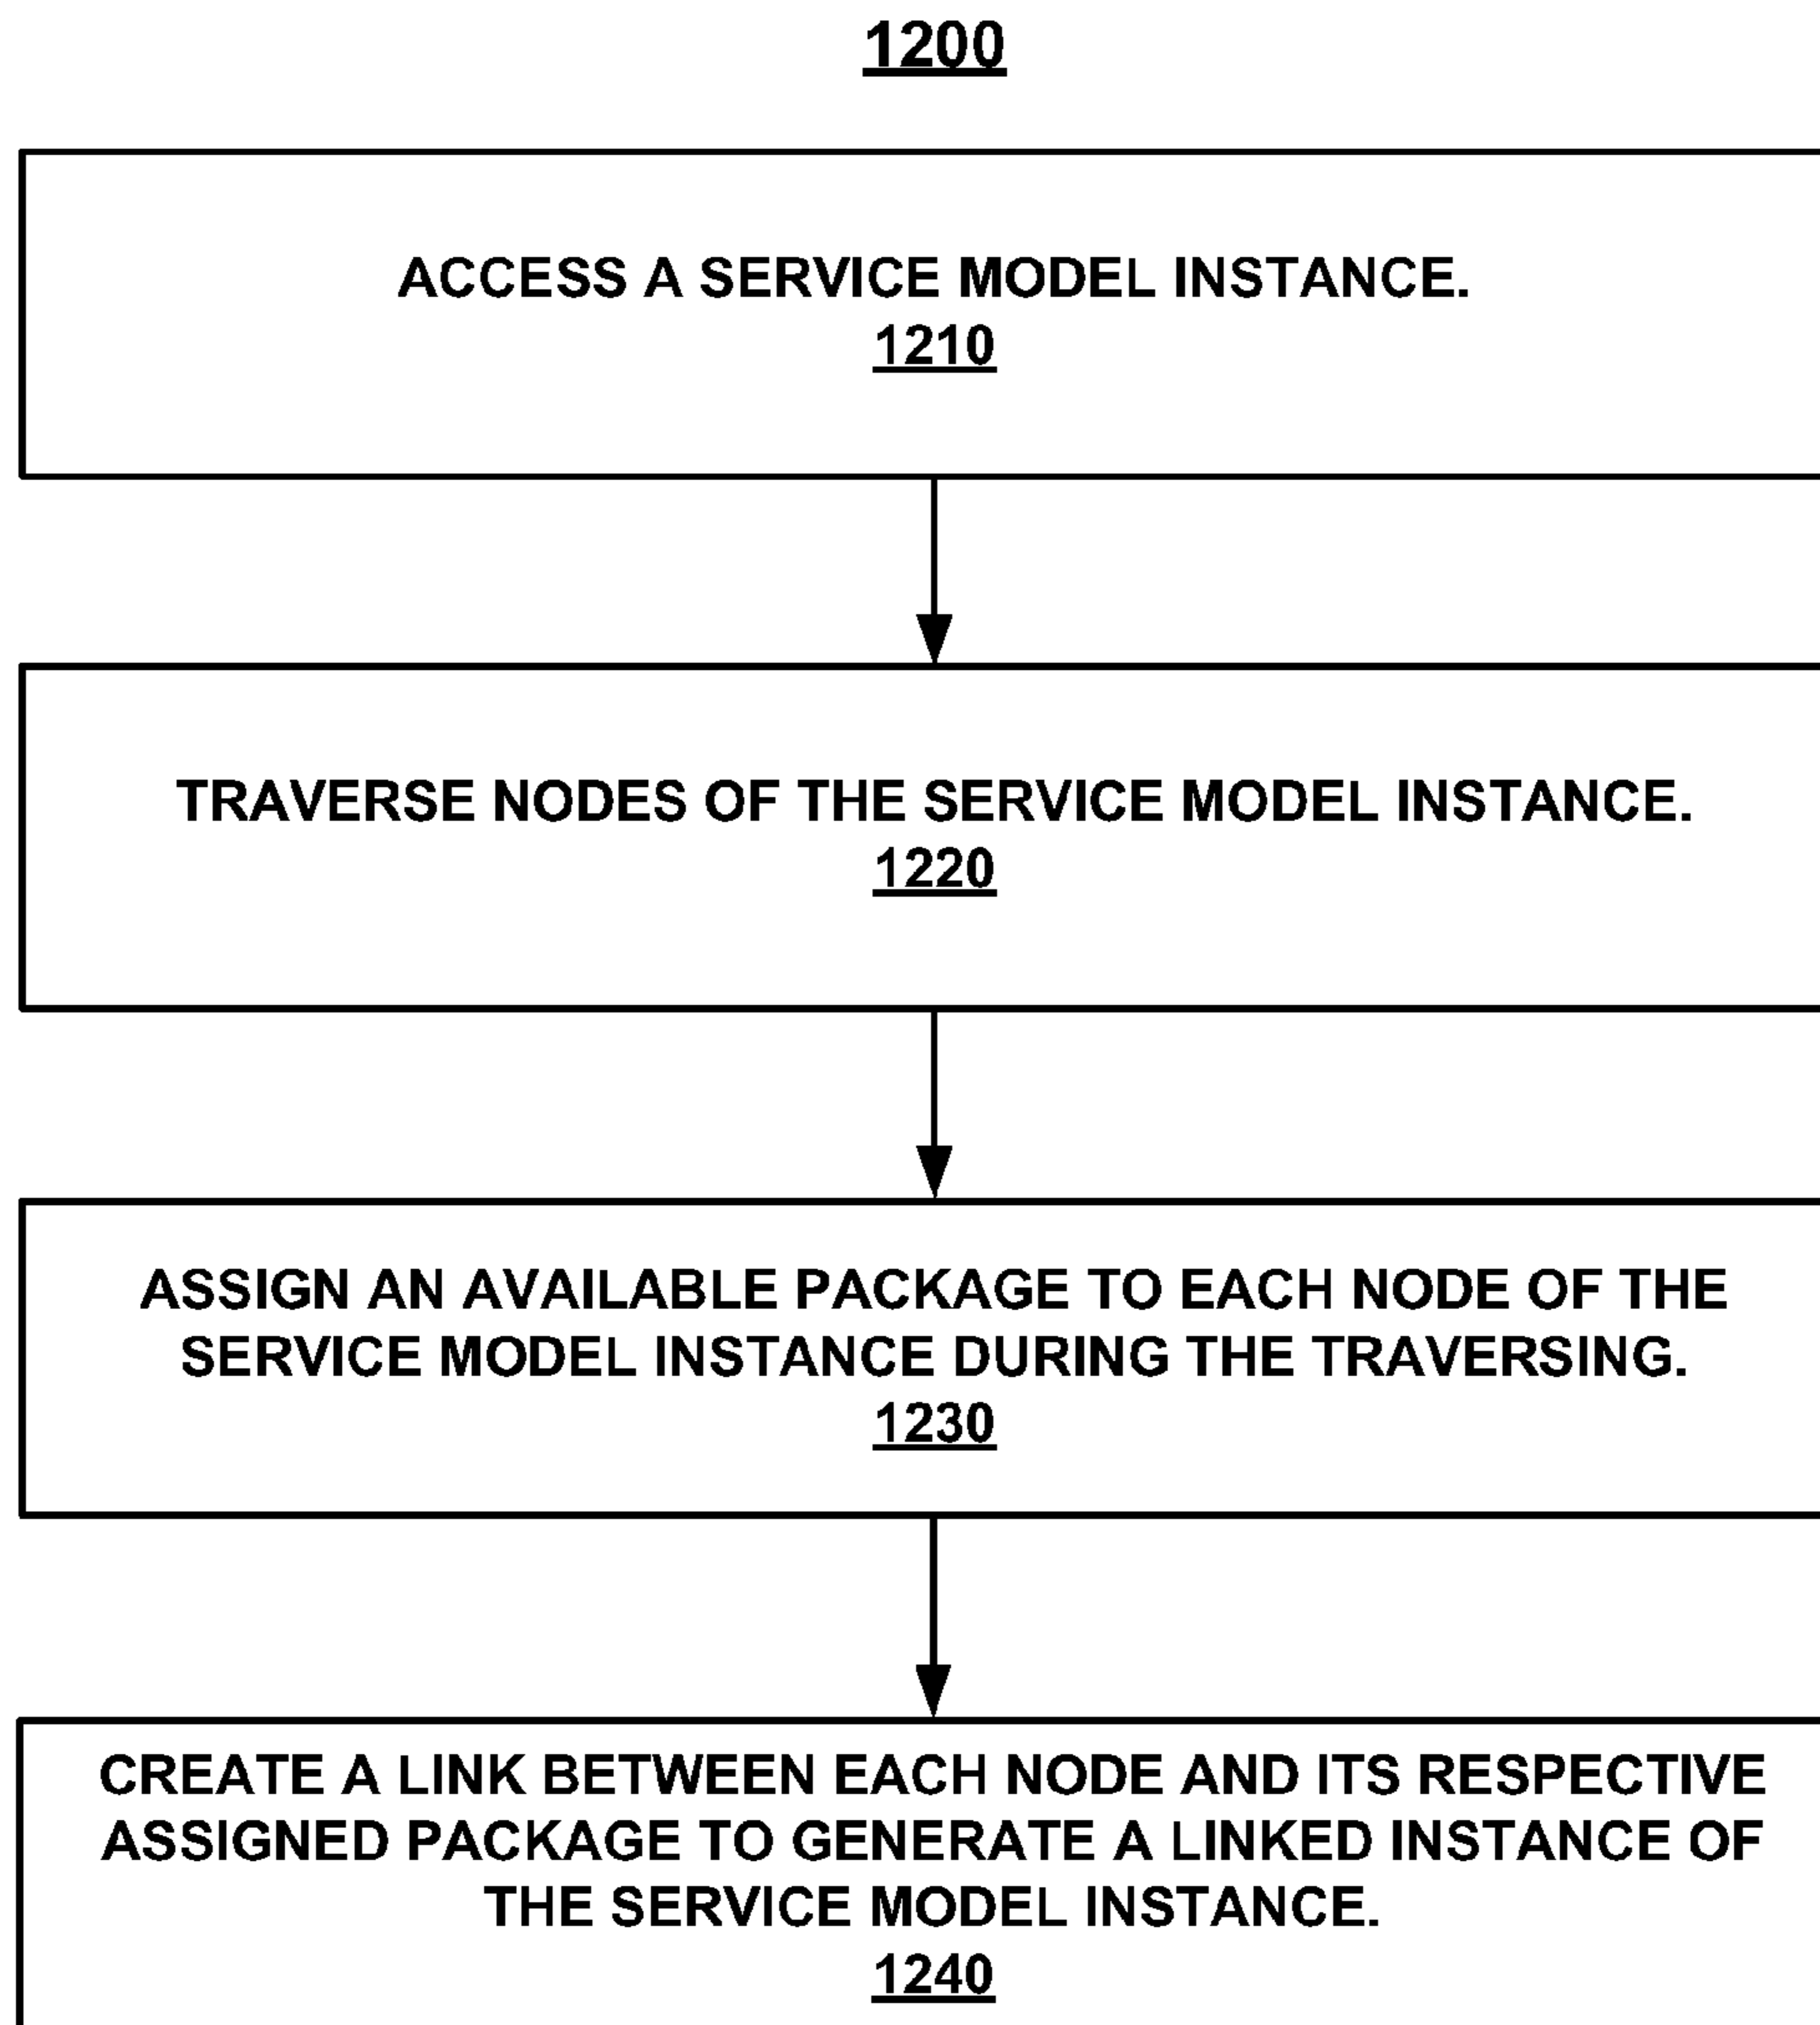 1200
ACCESS A SERVICE MODEL INSTANCE.
1210
TRAVERSE NODES OF THE SERVICE MODEL INSTANCE.
1220
ASSIGN AN AVAILABLE PACKAGE TO EACH NODE OF THE
SERVICE MODEL INSTANCE DURING THE TRAVERSING.
1230
CREATE A LINK BETWEEN EACH NODE AND ITS RESPECTIVE
ASSIGNED PACKAGE TO GENERATE A LINKED INSTANCE OF
THE SERVICE MODEL INSTANCE.
1240